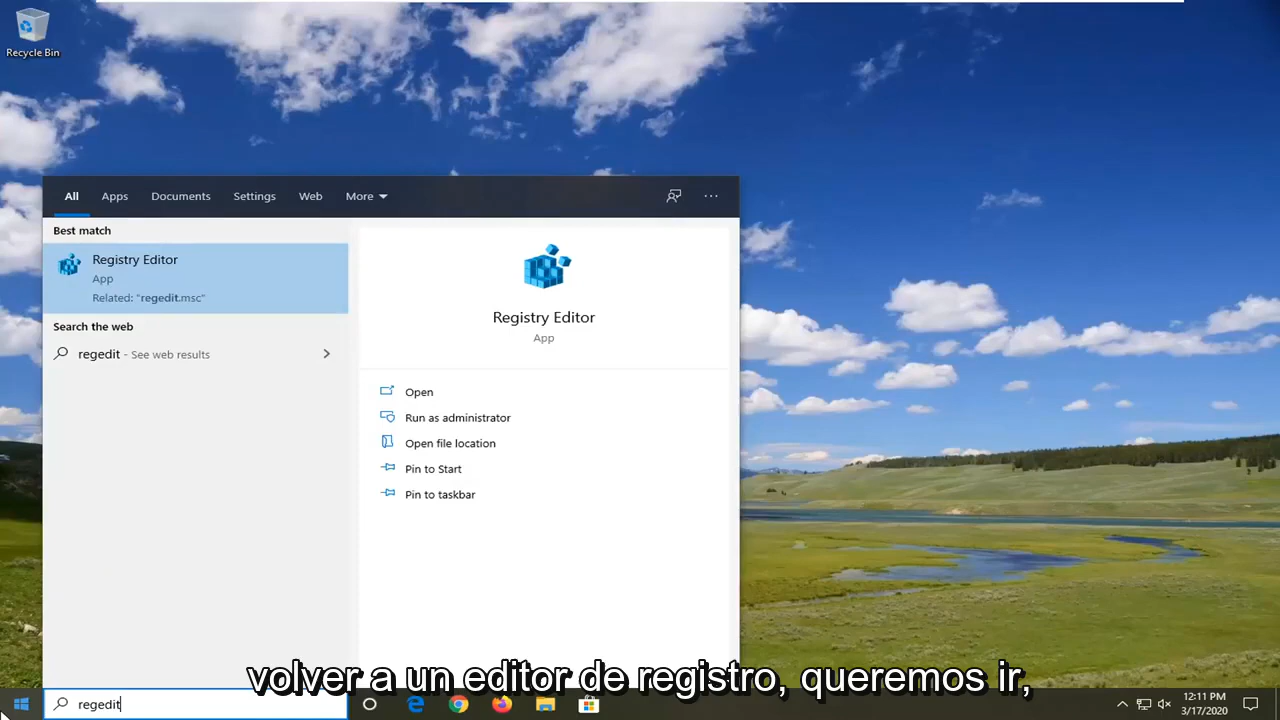 Recycle Bin
All Apps Documents Settings Web More
Best match
Registry Editor
App
Related: "regedit.msc"
Search the web
regedit - See web results
Registry Editor
App
Open
Run as administrator
Open file location
Pin to Start
Pin to taskbar
volver a un editor de registro, queremos ir,
regedit
12:11 PM
3/17/2020